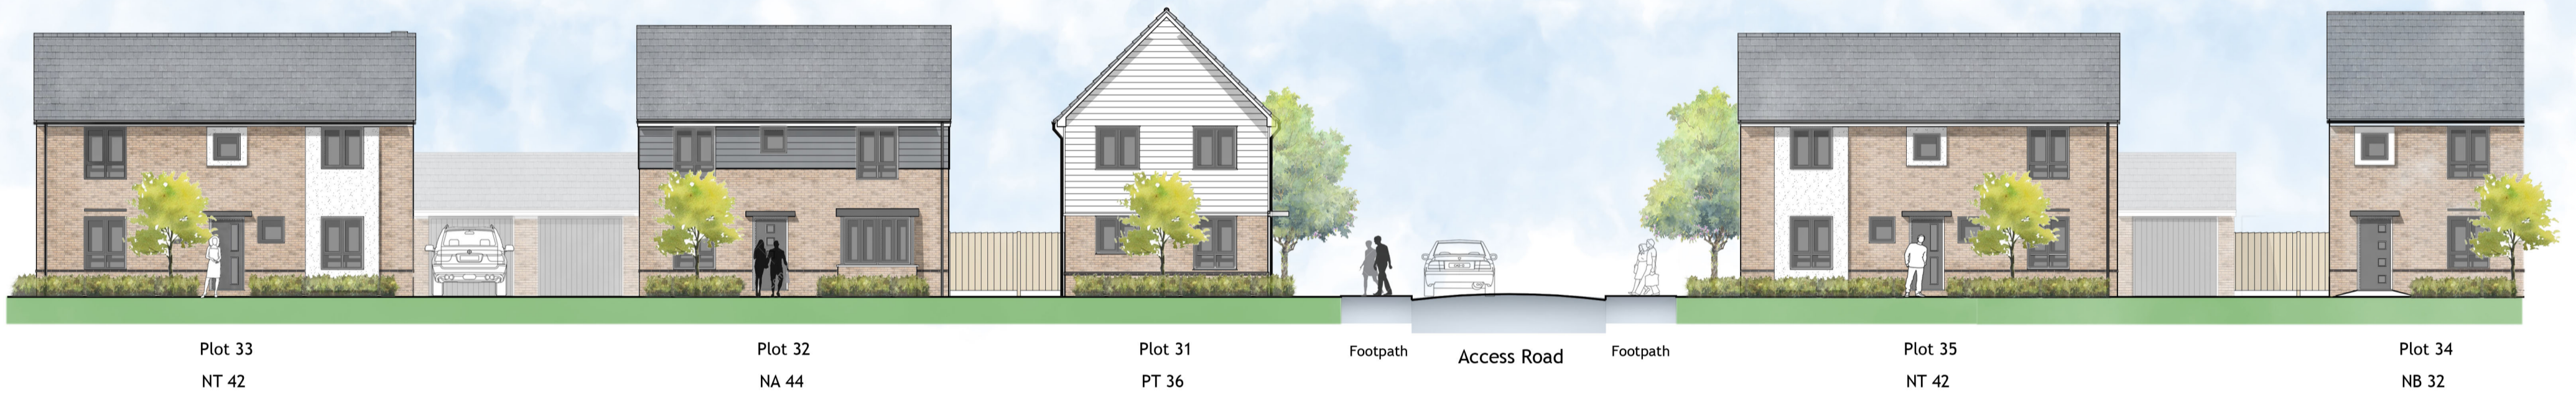 Plot 33
NT 42
Plot 32
NA 44
Plot 31
PT 36
Footpath
Access Road
Footpath
Plot 35
NT 42
Plot 34
NB 32